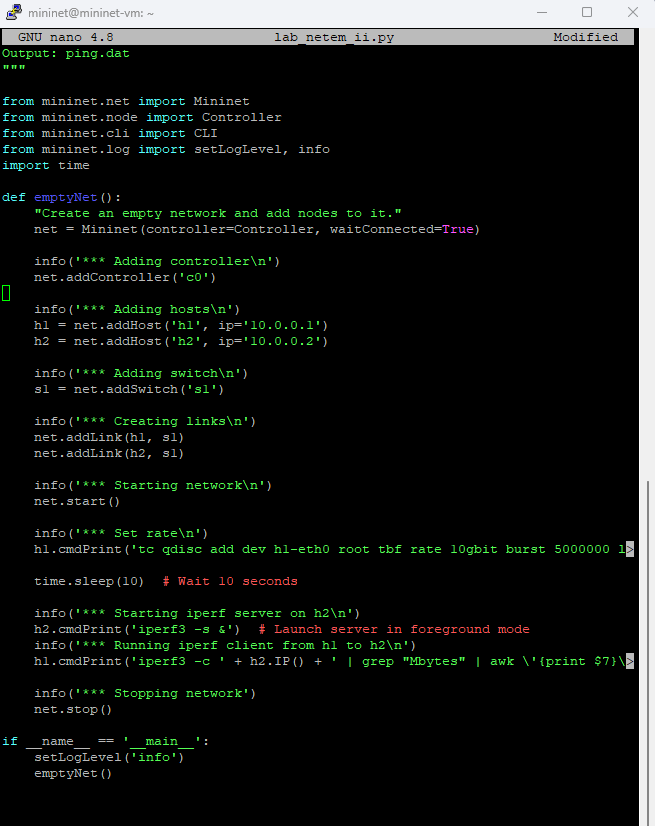 mininet@mininet-vm: ~
GNU nano 4.8 lab_netem_ii.py Modified
Output: ping.dat
"""
from mininet.net import Mininet
from mininet.node import Controller
from mininet.cli import CLI
from mininet.log import setLogLevel, info
import time
def emptyNet():
    "Create an empty network and add nodes to it."
    net = Mininet(controller=Controller, waitConnected=True)
    info('*** Adding controller\n')
    net.addController('c0')
    info('*** Adding hosts\n')
    h1 = net.addHost('h1', ip='10.0.0.1')
    h2 = net.addHost('h2', ip='10.0.0.2')
    info('*** Adding switch\n')
    s1 = net.addSwitch('s1')
    info('*** Creating links\n')
    net.addLink(h1, s1)
    net.addLink(h2, s1)
    info('*** Starting network\n')
    net.start()
    info('*** Set rate\n')
    h1.cmdPrint('tc qdisc add dev h1-eth0 root tbf rate 10gbit burst 5000000 l>
    time.sleep(10)  # Wait 10 seconds
    info('*** Starting iperf server on h2\n')
    h2.cmdPrint('iperf3 -s &')  # Launch server in foreground mode
    info('*** Running iperf client from h1 to h2\n')
    h1.cmdPrint('iperf3 -c ' + h2.IP() + ' | grep "Mbytes" | awk \'{print $7}\>
    info('*** Stopping network')
    net.stop()
if __name__ == '__main__':
    setLogLevel('info')
    emptyNet()